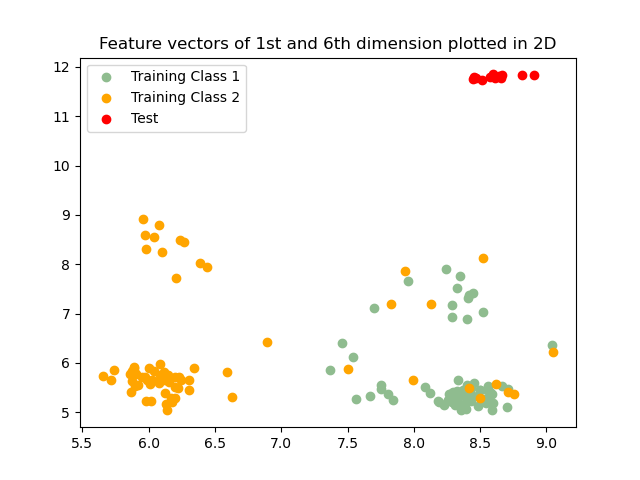 Feature vectors of 1st and 6th dimension plotted in 2D
Training Class 1
Training Class 2
Test
12
11
10
9
8
7
6
5
5.5 6.0 6.5 7.0 7.5 8.0 8.5 9.0